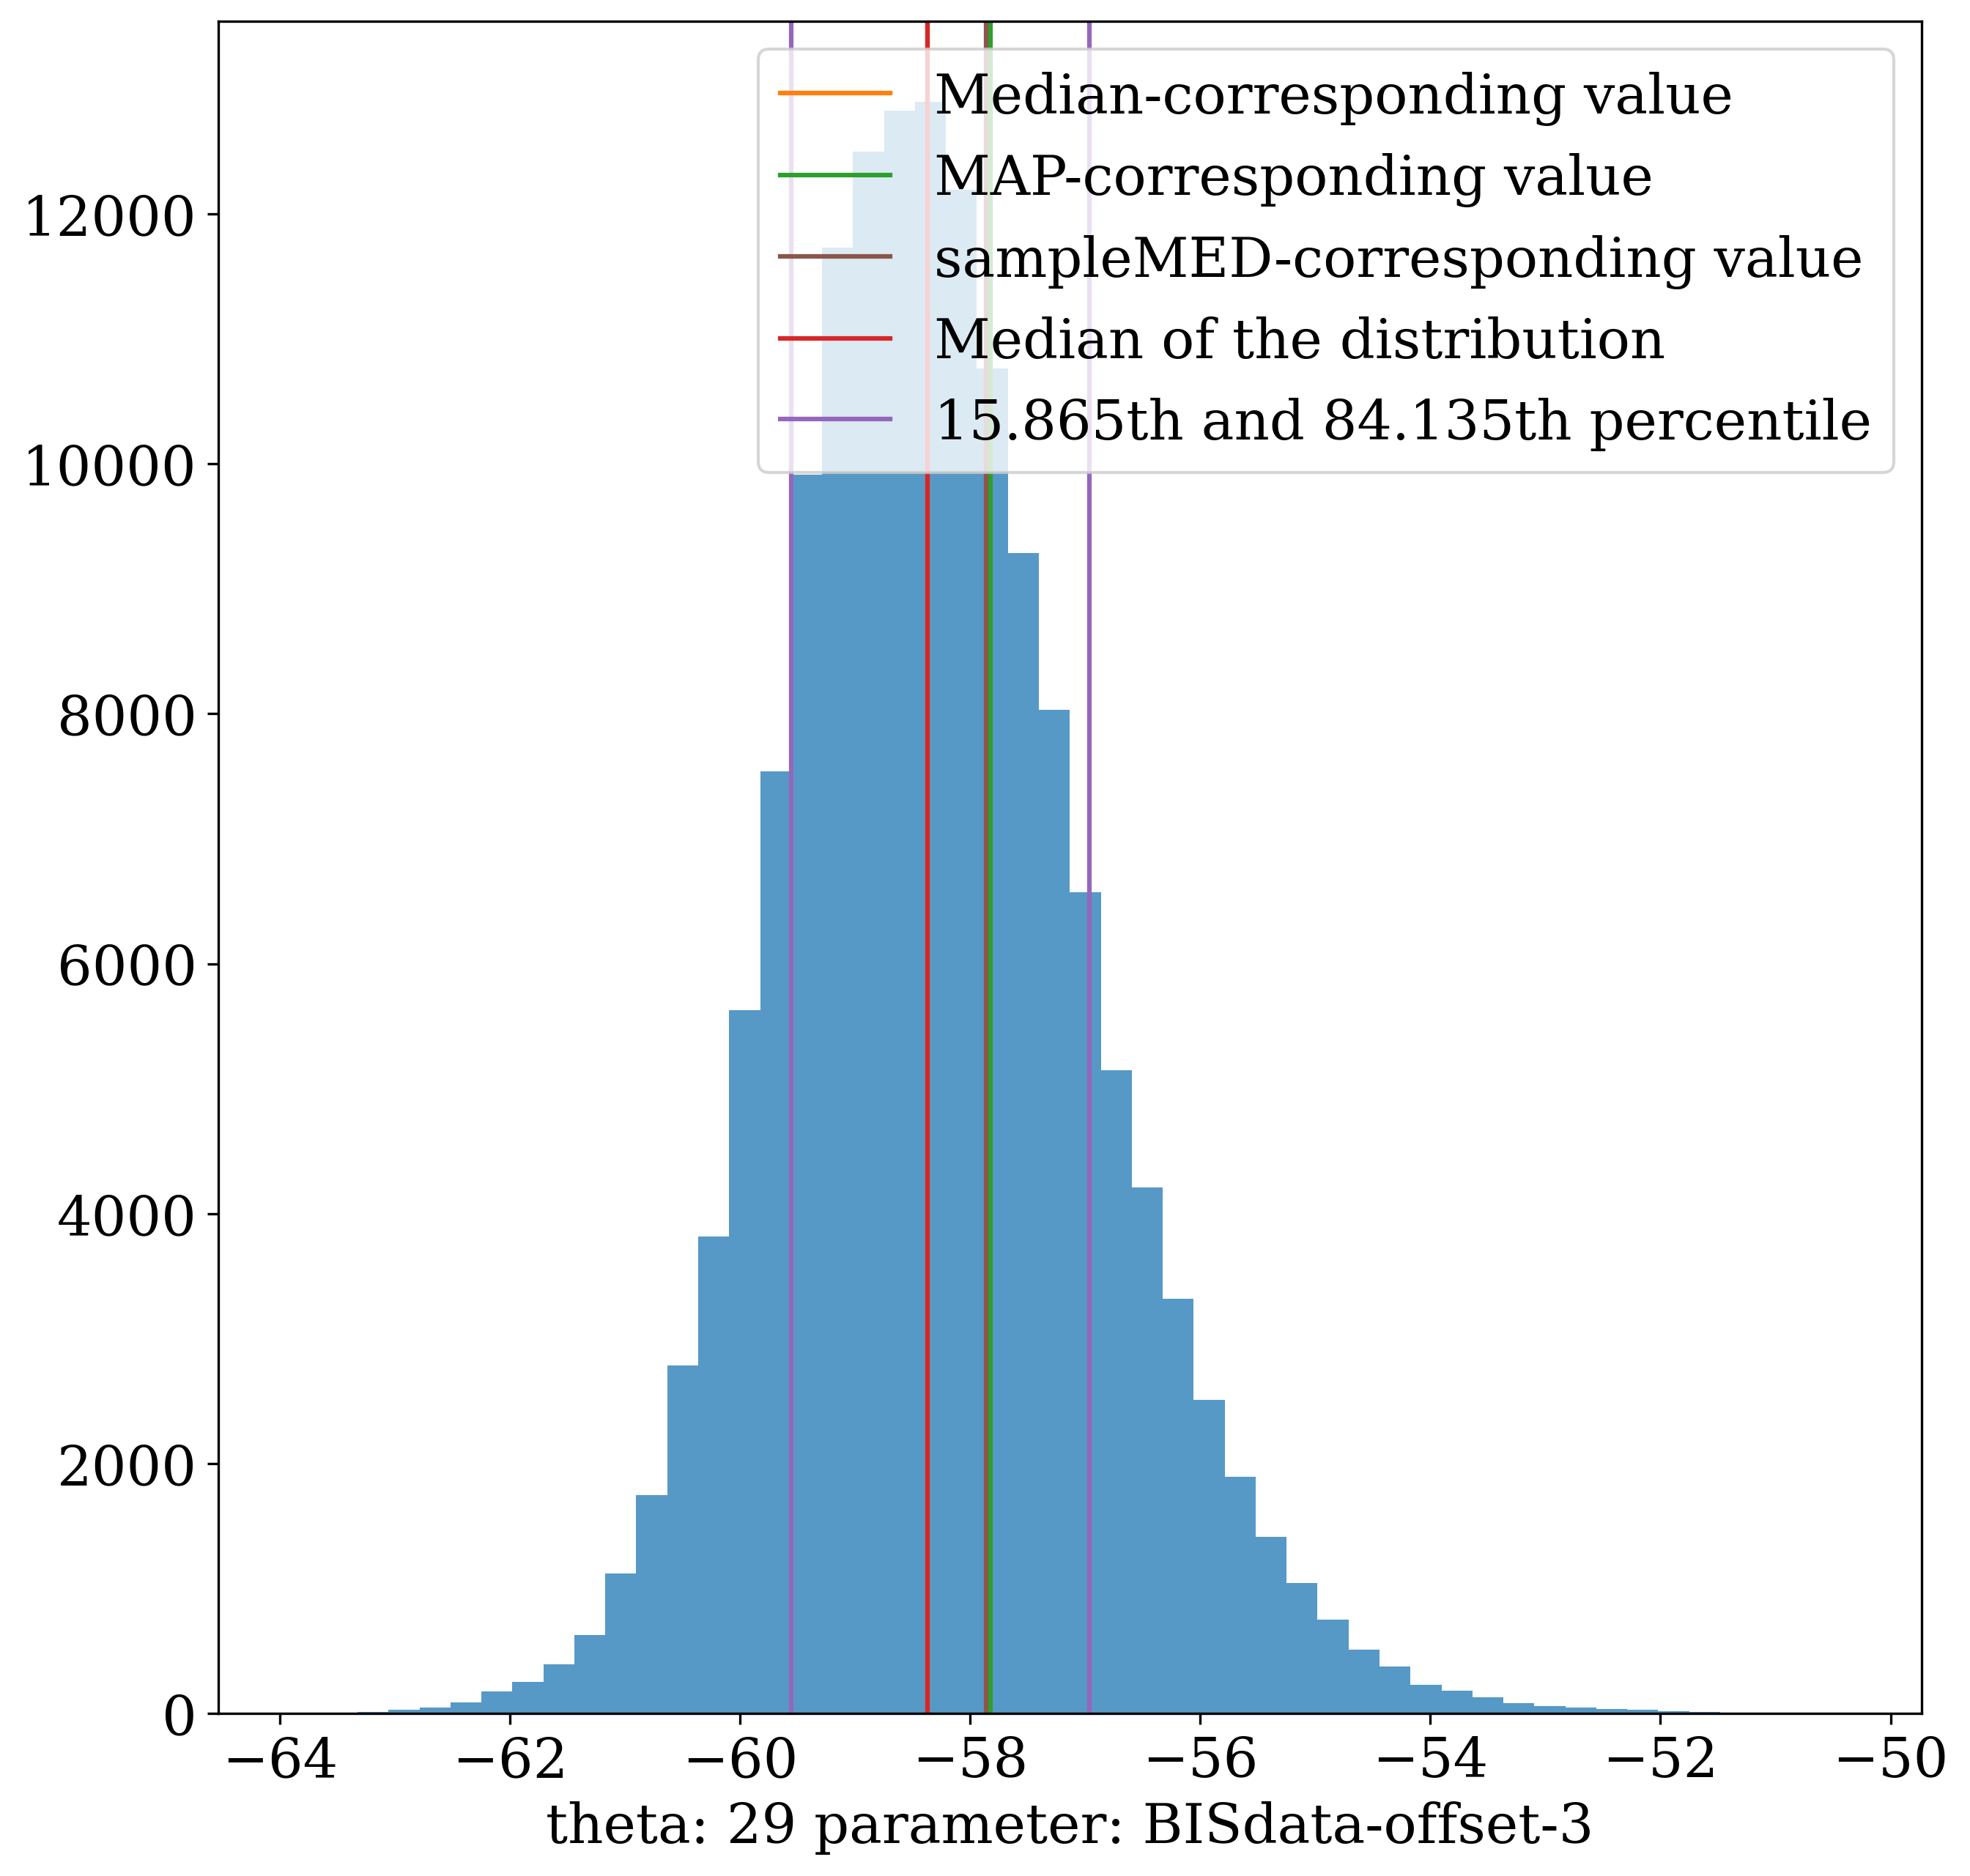 Median-corresponding value
MAP-corresponding value
sampleMED-corresponding value
Median of the distribution
15.865th and 84.135th percentile
12000
10000
8000
6000
4000
2000
0
−64 −62 −60 −58 −56 −54 −52 −50
theta: 29 parameter: BISdata-offset-3